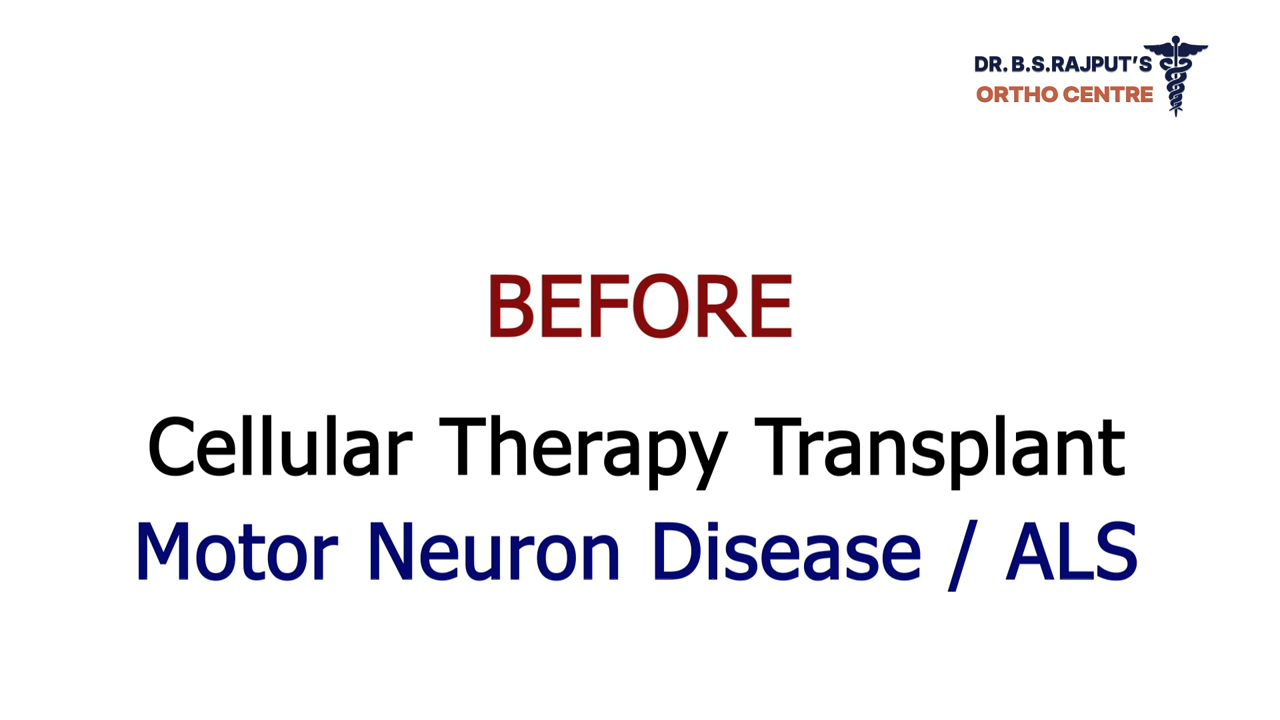 DR. B.S.RAJPUT'S
ORTHO CENTRE
BEFORE
Cellular Therapy Transplant
Motor Neuron Disease / ALS